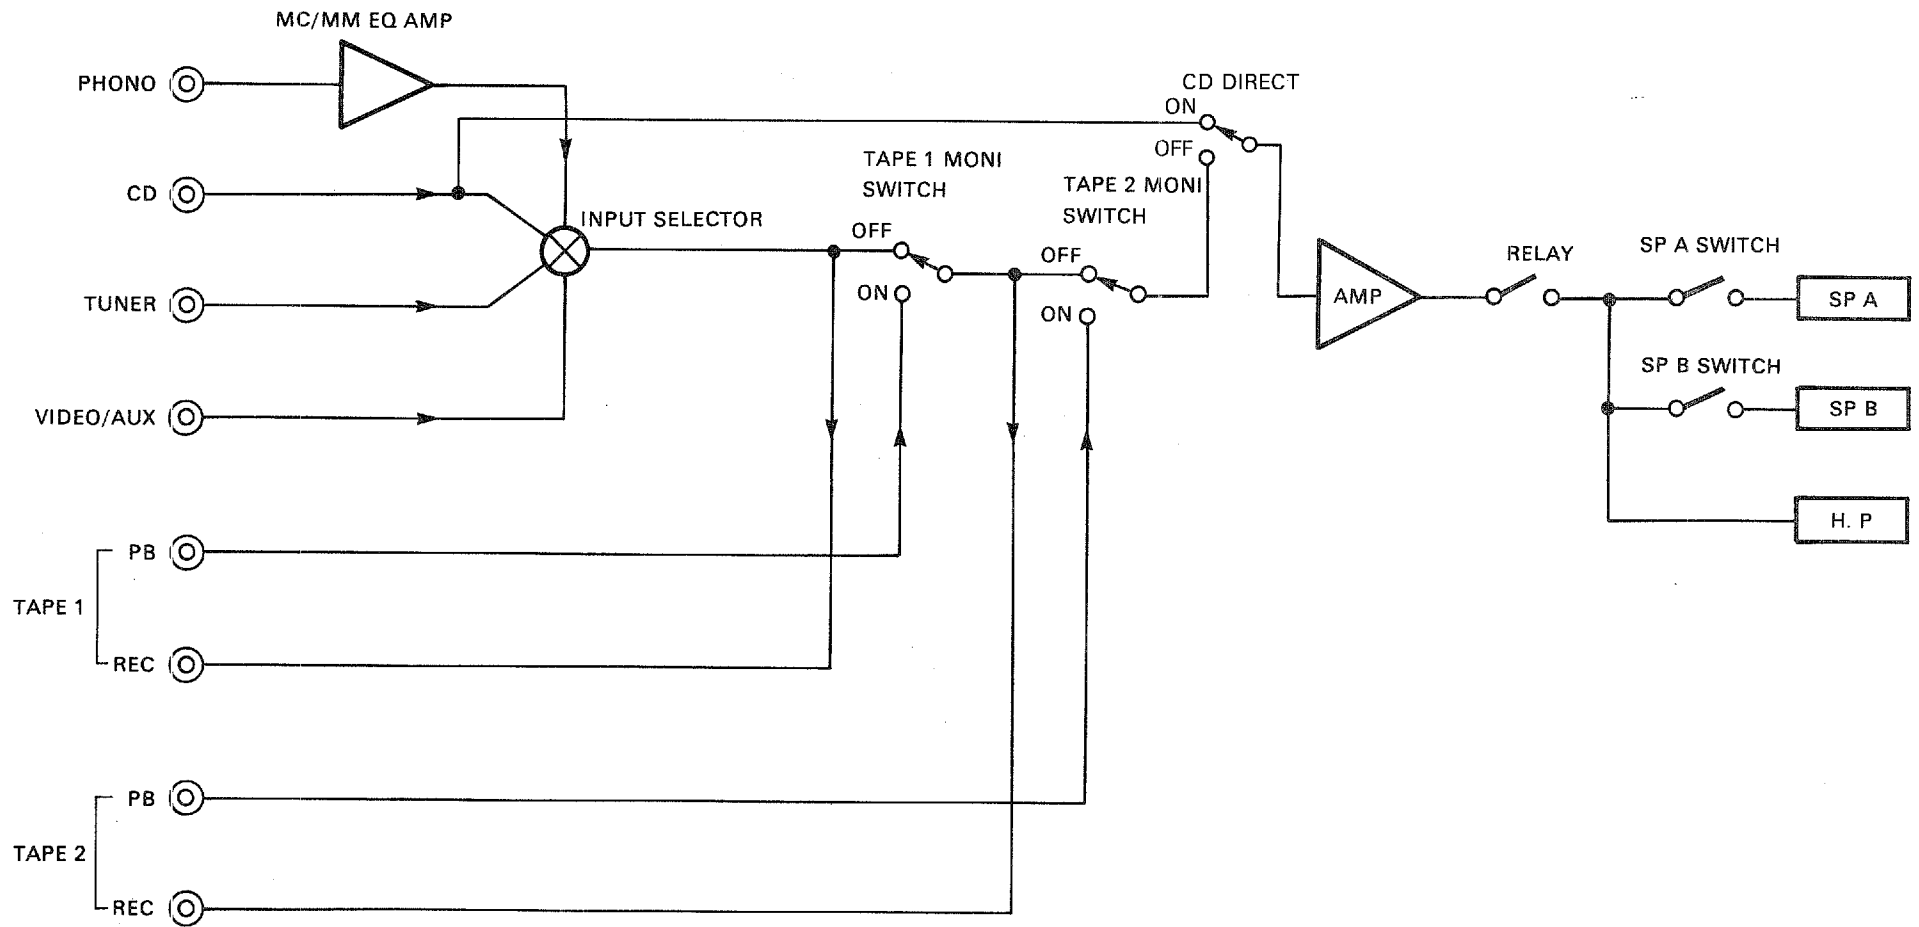 MC/MM EQ AMP
PHONO
CD DIRECT
ON
OFF
TAPE 1 MONI
SWITCH
TAPE 2 MONI
SWITCH
CD
INPUT SELECTOR
OFF
OFF
ON
ON
TUNER
AMP
RELAY
SP A SWITCH
SP A
SP B SWITCH
SP B
VIDEO/AUX
H. P
PB
TAPE 1
REC
PB
TAPE 2
REC